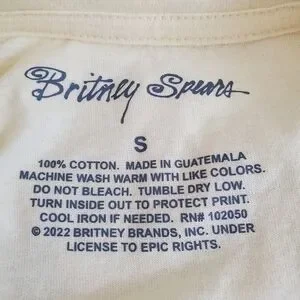 Britney Spears
S
100% COTTON. MADE IN GUATEMALA
MACHINE WASH WARM WITH LIKE COLORS.
DO NOT BLEACH. TUMBLE DRY LOW.
TURN INSIDE OUT TO PROTECT PRINT.
COOL IRON IF NEEDED. RN# 102050
© 2022 BRITNEY BRANDS, INC. UNDER
LICENSE TO EPIC RIGHTS.